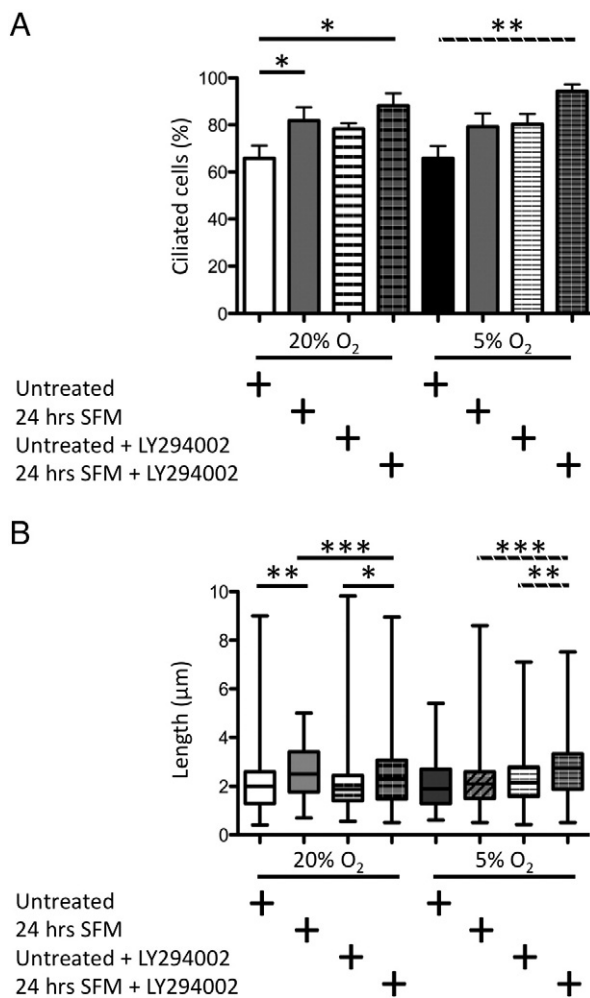 A
*
**
*
100
80
60
40
20
0
Ciliated cells (%)
20% O₂
5% O₂
Untreated
+
+
24 hrs SFM
+
+
Untreated + LY294002
+
+
24 hrs SFM + LY294002
+
+
B
***
***
**
*
**
10
8
6
4
2
0
Length (µm)
20% O₂
5% O₂
Untreated
+
+
24 hrs SFM
+
+
Untreated + LY294002
+
+
24 hrs SFM + LY294002
+
+